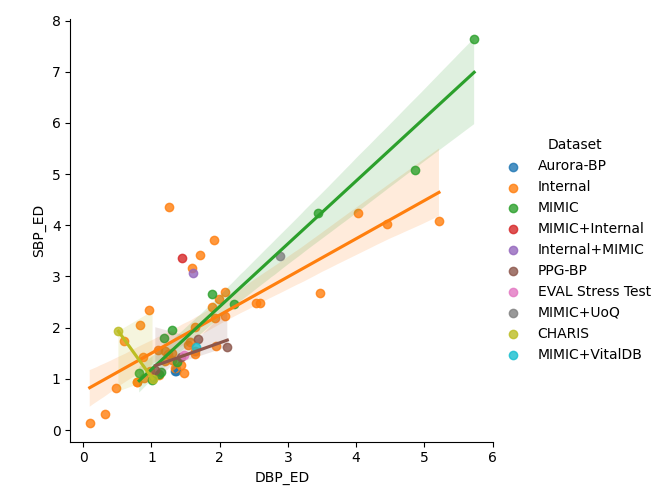 8
7
6
5
4
3
2
1
0
SBP_ED
0 1 2 3 4 5 6
DBP_ED
Dataset
Aurora-BP
Internal
MIMIC
MIMIC+Internal
Internal+MIMIC
PPG-BP
EVAL Stress Test
MIMIC+UoQ
CHARIS
MIMIC+VitalDB